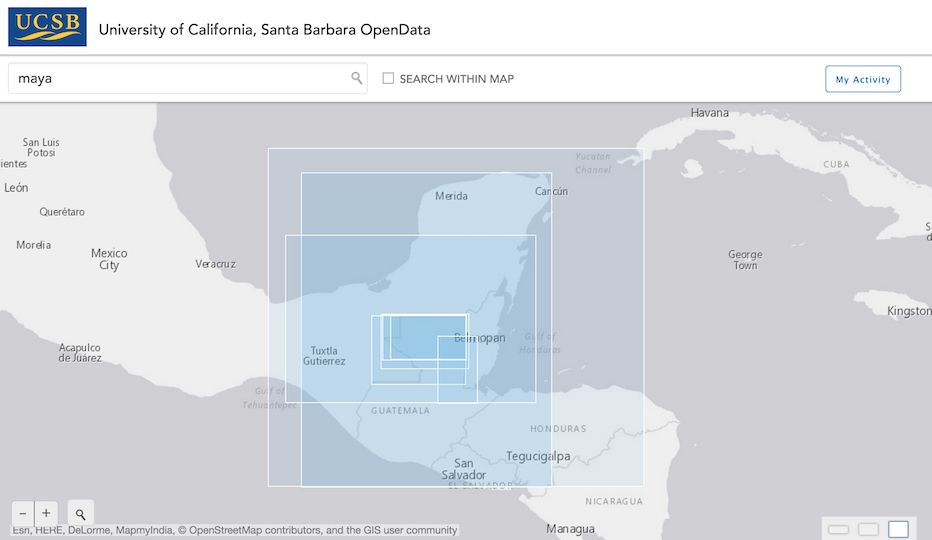 UCSB
University of California, Santa Barbara OpenData
maya
SEARCH WITHIN MAP
My Activity
Havana
San Luis
Potosi
ientes
Yucatan
Channel
CUBA
León
Merida
Cancún
Querétaro
Morelia
Mexico
City
Veracruz
George
Town
S
d
Kingston
Belmopan
Gulf of
Honduras
Acapulco
de Juárez
Tuxtla
Gutierrez
Gulf of
Tehuantepec
GUATEMALA
HONDURAS
Tegucigalpa
San
Salvador
EL SALVADOR
NICARAGUA
Managua
− +
Esri, HERE, DeLorme, MapmyIndia, © OpenStreetMap contributors, and the GIS user community